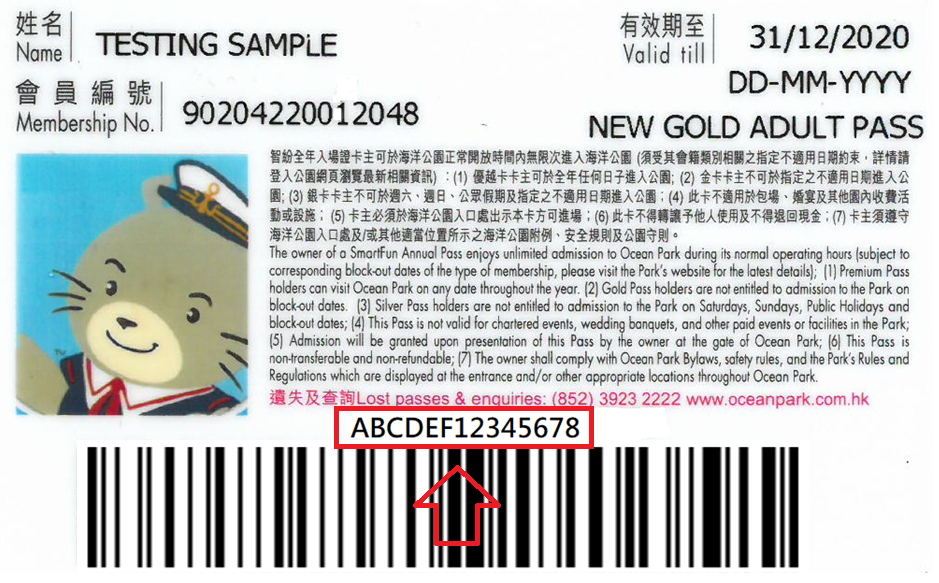 姓名 有效期至
Name TESTING SAMPLE Valid till 31/12/2020
DD-MM-YYYY
會員編號
Membership No. 90204220012048
NEW GOLD ADULT PASS
智紛全年入場證卡主可於海洋公園正常開放時間內無限次進入海洋公園 (須受其會籍類別相關之指定不適用日期約束，詳情請
登入公園網頁瀏覽最新相關資訊)：(1) 優越卡卡主可於全年任何日子進入公園; (2) 金卡卡主不可於指定之不適用日期進入公
園; (3) 銀卡卡主不可於週六、週日、公眾假期及指定之不適用日期進入公園；(4) 此卡不適用於包場、婚宴及其他園內收費活
動或設施； (5) 卡主必須於海洋公園入口處出示本卡方可進場；(6) 此卡不得轉讓予他人使用及不得退回現金；(7) 卡主須遵守
海洋公園入口處及/或其他適當位置所示之海洋公園附例、安全規則及公園守則。
The owner of a SmartFun Annual Pass enjoys unlimited admission to Ocean Park during its normal operating hours (subject to
corresponding block-out dates of the type of membership, please visit the Park's website for the latest details); (1) Premium Pass
holders can visit Ocean Park on any date throughout the year. (2) Gold Pass holders are not entitled to admission to the Park on
block-out dates. (3) Silver Pass holders are not entitled to admission to the Park on Saturdays, Sundays, Public Holidays and
block-out dates; (4) This Pass is not valid for chartered events, wedding banquets, and other paid events or facilities in the Park;
(5) Admission will be granted upon presentation of this Pass by the owner at the gate of Ocean Park; (6) This Pass is
non-transferable and non-refundable; (7) The owner shall comply with Ocean Park Bylaws, safety rules, and the Park's Rules and
Regulations which are displayed at the entrance and/or other appropriate locations throughout Ocean Park.
遺失及查詢Lost passes & enquiries: (852) 3923 2222 www.oceanpark.com.hk
ABCDEF12345678